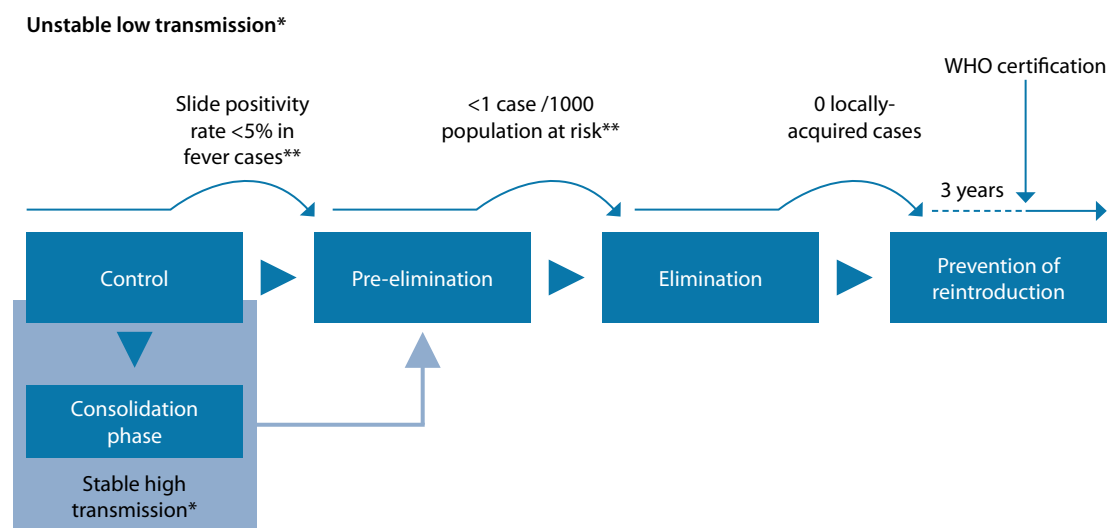 Unstable low transmission*
WHO certification
Slide positivity
rate <5% in
fever cases**
<1 case /1000
population at risk**
0 locally-
acquired cases
3 years
Control
Pre-elimination
Elimination
Prevention of
reintroduction
Consolidation
phase
Stable high
transmission*